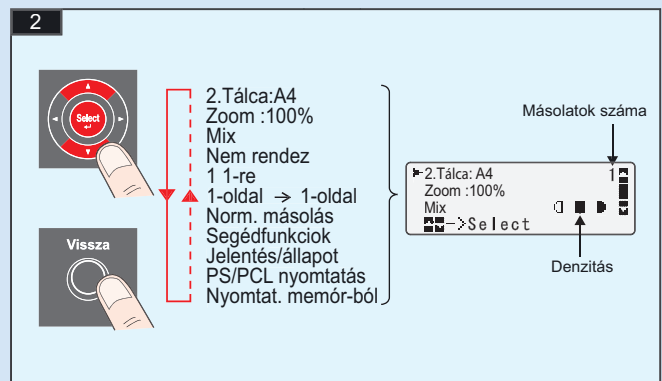 2
Select
Vissza
2.Tálca:A4
Zoom :100%
Mix
Nem rendez
1 1-re
1-oldal → 1-oldal
Norm. másolás
Segédfunkciok
Jelentés/állapot
PS/PCL nyomtatás
Nyomtat. memór-ból
Másolatok száma
2.Tálca: A4 1
Zoom :100%
Mix
->Select
Denzitás